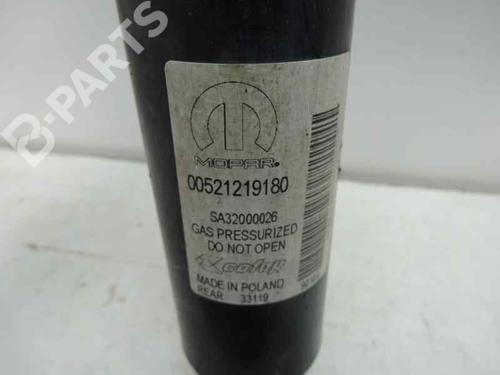 B-PARTS
MOPAR.
00521219180
SA32000026
GAS PRESSURIZED
DO NOT OPEN
MADE IN POLAND
REAR 33119